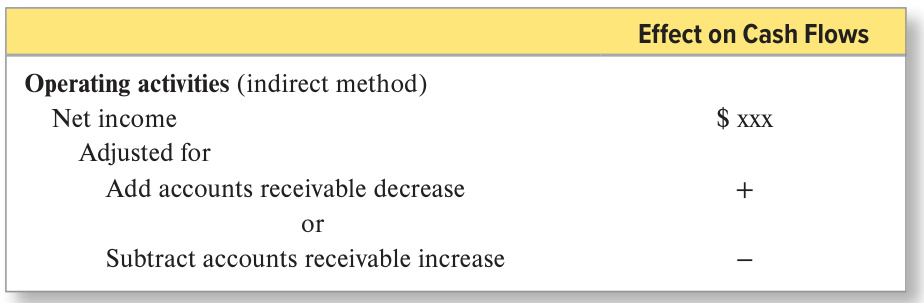 Effect on Cash Flows
Operating activities (indirect method)
Net income $ xxx
Adjusted for
Add accounts receivable decrease +
or
Subtract accounts receivable increase −